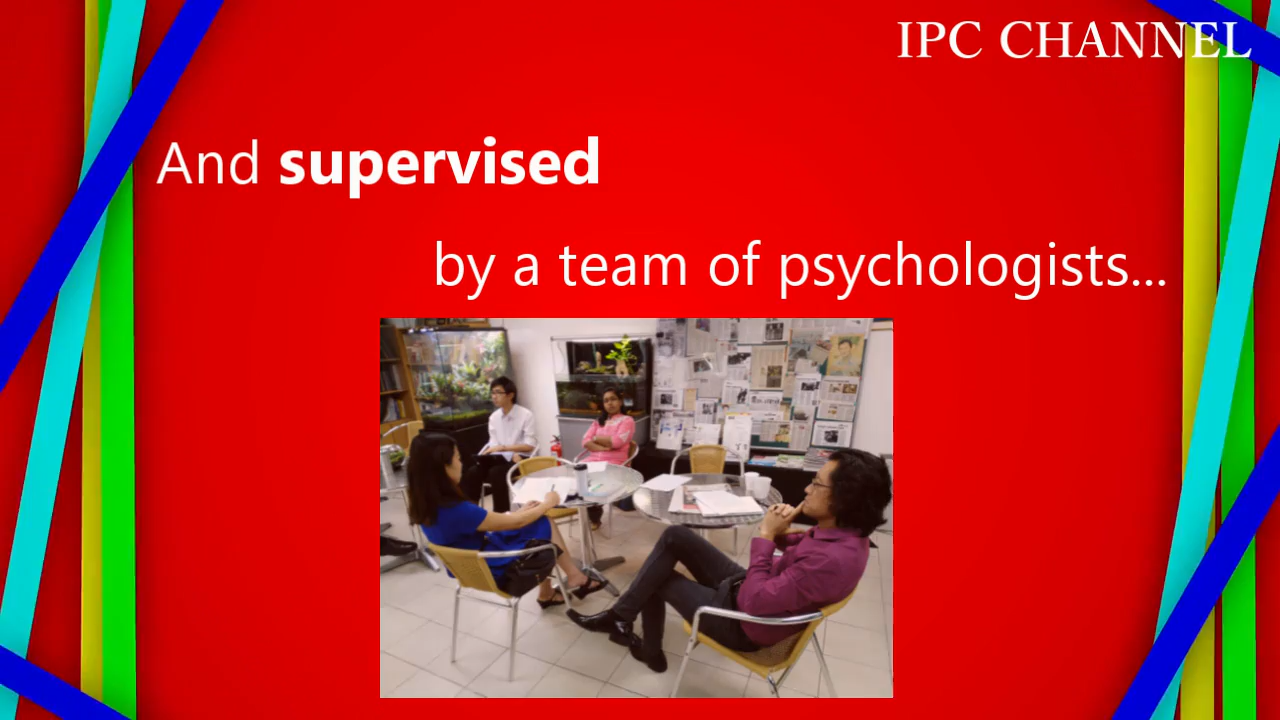 IPC CHANNEL
And supervised
by a team of psychologists...